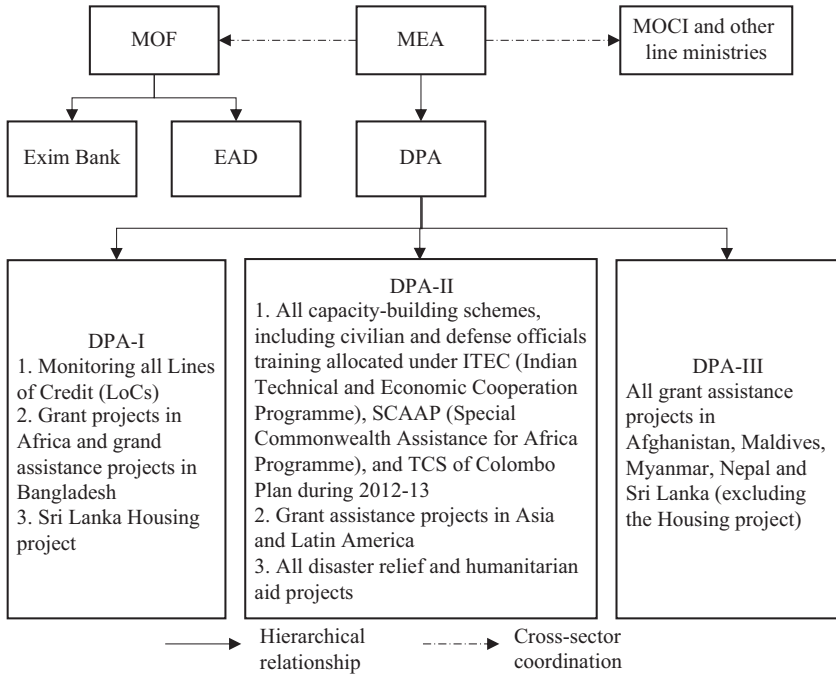 MOF
MEA
MOCI and other
line ministries
Exim Bank
EAD
DPA
DPA-I
1. Monitoring all Lines
of Credit (LoCs)
2. Grant projects in
Africa and grand
assistance projects in
Bangladesh
3. Sri Lanka Housing
project
DPA-II
1. All capacity-building schemes,
including civilian and defense officials
training allocated under ITEC (Indian
Technical and Economic Cooperation
Programme), SCAAP (Special
Commonwealth Assistance for Africa
Programme), and TCS of Colombo
Plan during 2012-13
2. Grant assistance projects in Asia
and Latin America
3. All disaster relief and humanitarian
aid projects
DPA-III
All grant assistance
projects in
Afghanistan, Maldives,
Myanmar, Nepal and
Sri Lanka (excluding
the Housing project)
Hierarchical
relationship
Cross-sector
coordination